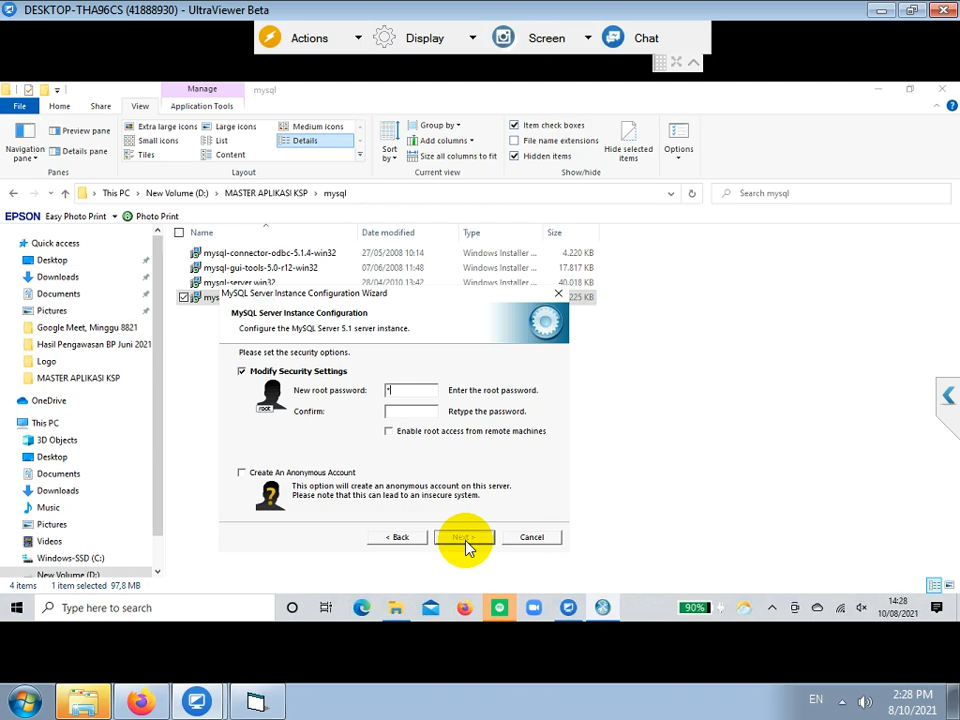 DESKTOP-THA96CS (41888930) - UltraViewer Beta
Actions Display Screen Chat
Manage mysql
File Home Share View Application Tools
Navigation pane
Preview pane
Details pane
Panes
Extra large icons Large icons Medium icons
Small icons List Details
Tiles Content
Layout
Sort by
Group by
Add columns
Size all columns to fit
Current view
Item check boxes
File name extensions
Hidden items
Hide selected items
Show/hide
Options
This PC > New Volume (D:) > MASTER APLIKASI KSP > mysql
Search mysql
EPSON Easy Photo Print Photo Print
Name Date modified Type Size
mysql-connector-odbc-5.1.4-win32 27/05/2008 10:14 Windows Installer ... 4.220 KB
mysql-gui-tools-5.0-r12-win32 07/06/2008 11:48 Windows Installer ... 17.817 KB
mysql-server win32 28/04/2010 13:42 Windows Installer ... 40.018 KB
225 KB
Quick access
Desktop
Downloads
Documents
Pictures
Google Meet, Minggu 8821
Hasil Pengawasan BP Juni 2021
Logo
MASTER APLIKASI KSP
OneDrive
This PC
3D Objects
Desktop
Documents
Downloads
Music
Pictures
Videos
Windows-SSD (C:)
New Volume (D:)
MySQL Server Instance Configuration Wizard
MySQL Server Instance Configuration
Configure the MySQL Server 5.1 server instance.
Please set the security options.
Modify Security Settings
root
New root password: * Enter the root password.
Confirm: Retype the password.
Enable root access from remote machines
Create An Anonymous Account
This option will create an anonymous account on this server.
Please note that this can lead to an insecure system.
< Back Next > Cancel
4 items 1 item selected 97,8 MB
Type here to search
90%
14:28
10/08/2021
EN
2:28 PM
8/10/2021